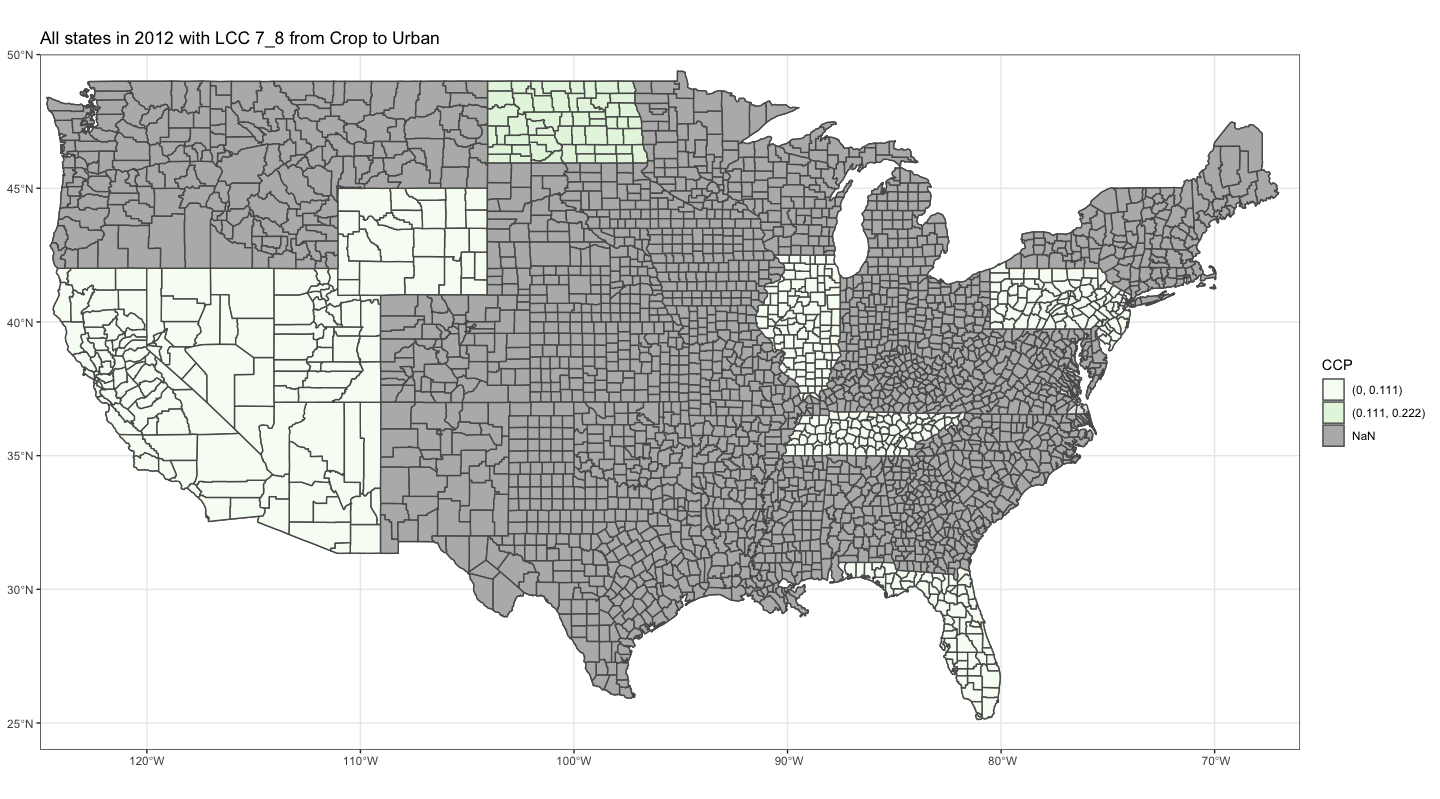 All states in 2012 with LCC 7_8 from Crop to Urban
50°N
45°N
40°N
35°N
30°N
25°N
120°W
110°W
100°W
90°W
80°W
70°W
CCP
(0, 0.111)
(0.111, 0.222)
NaN